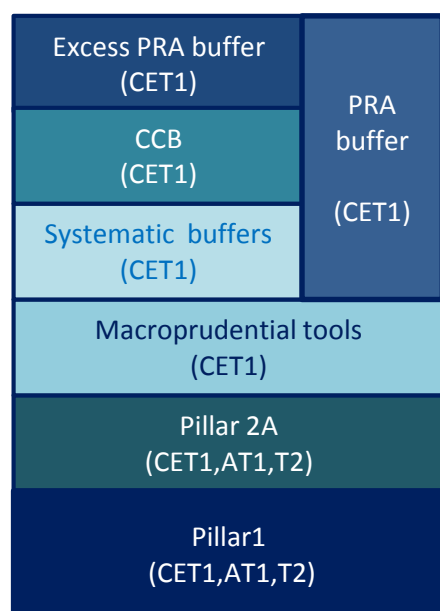 Excess PRA buffer
(CET1)
CCB
(CET1)
Systematic buffers
(CET1)
PRA
buffer
(CET1)
Macroprudential tools
(CET1)
Pillar 2A
(CET1,AT1,T2)
Pillar1
(CET1,AT1,T2)